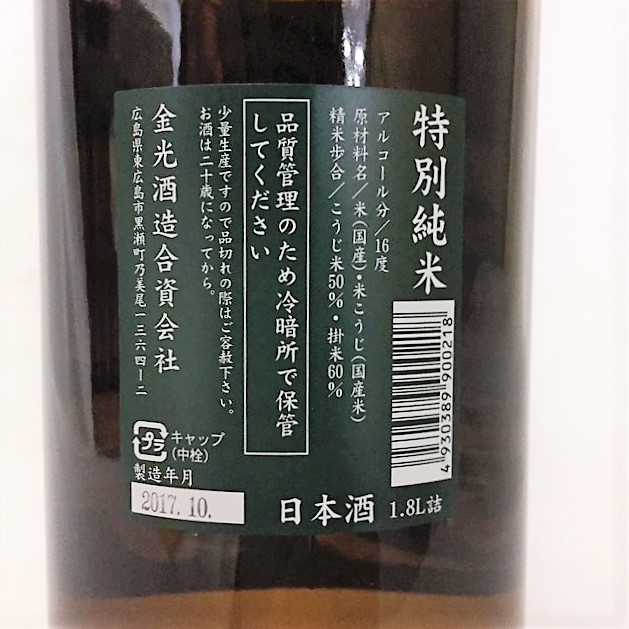 特別純米
アルコール分/16度
原材料名/米(国産)・米こうじ(国産米)
精米歩合/こうじ米50%・掛米60%
品質管理のため冷暗所で保管
してください
少量生産ですので品切れの際はご容赦下さい。
お酒は二十歳になってから。
金光酒造合資会社
広島県東広島市黒瀬町乃美尾一三六四ー二
4 930389 900218
プラ
キャップ
(中栓)
製造年月
2017.10.
日本酒 1.8L詰